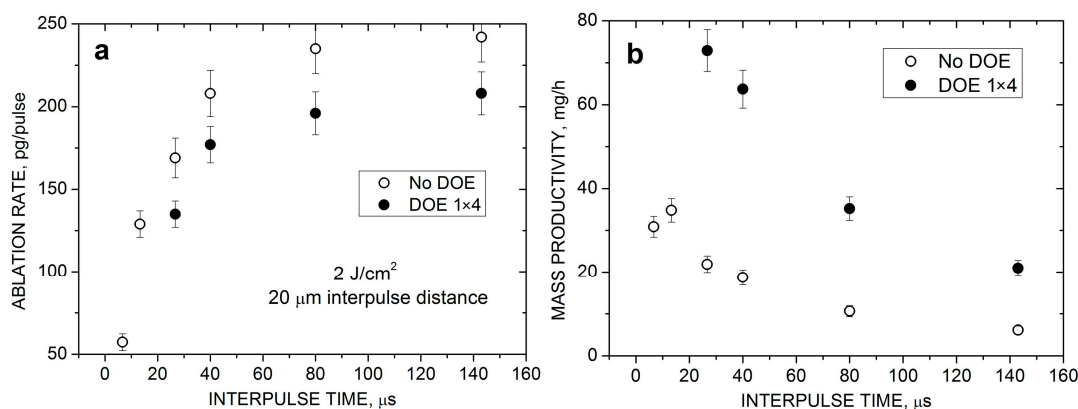 a
ABLATION RATE, pg/pulse
250
200
150
100
50
No DOE
DOE 1×4
2 J/cm²
20 μm interpulse distance
0 20 40 60 80 100 120 140 160
INTERPULSE TIME, μs
b
MASS PRODUCTIVITY, mg/h
80
60
40
20
0
No DOE
DOE 1×4
0 20 40 60 80 100 120 140 160
INTERPULSE TIME, μs